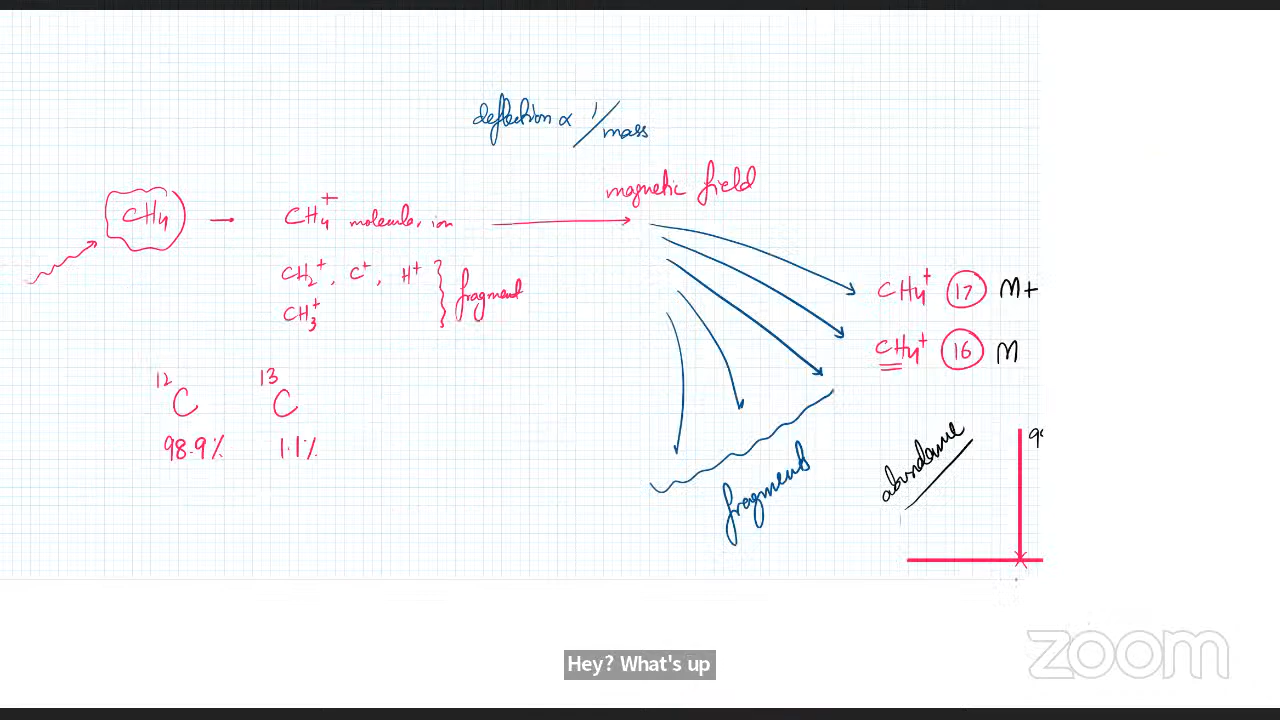 deflection ∝ 1/mass
magnetic field
CH4 – CH4+ molecular ion
CH2+, C+, H+
CH3+
} fragment
CH4+ 17 M+
CH4+ 16 M
12C 13C
98.9% 1.1%
fragment
abundance
Hey? What's up
zoom